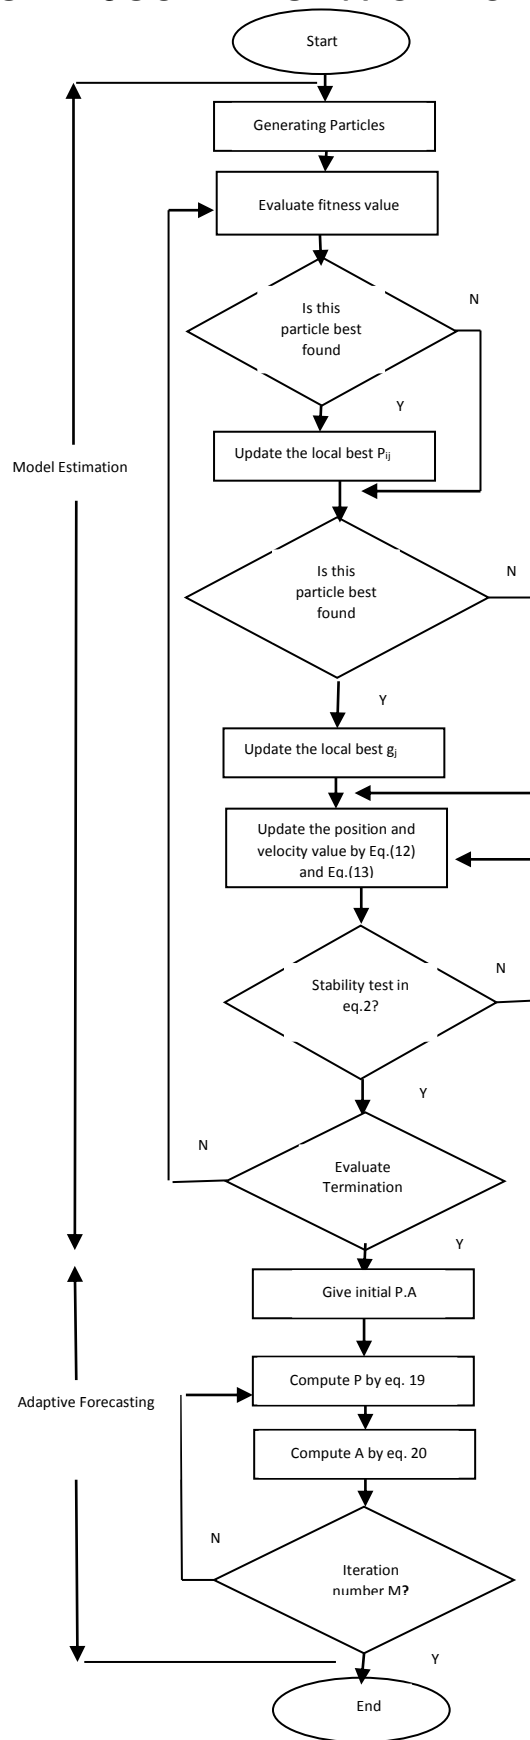 Start
Generating Particles
Evaluate fitness value
Is this
particle best
found
N
Y
Update the local best Pᵢⱼ
Model Estimation
Is this
particle best
found
N
Y
Update the local best gⱼ
Update the position and
velocity value by Eq.(12)
and Eq.(13)
Stability test in
eq.2?
N
Y
Evaluate
Termination
N
Y
Give initial P.A
Compute P by eq. 19
Adaptive Forecasting
Compute A by eq. 20
Iteration
number M?
N
Y
End